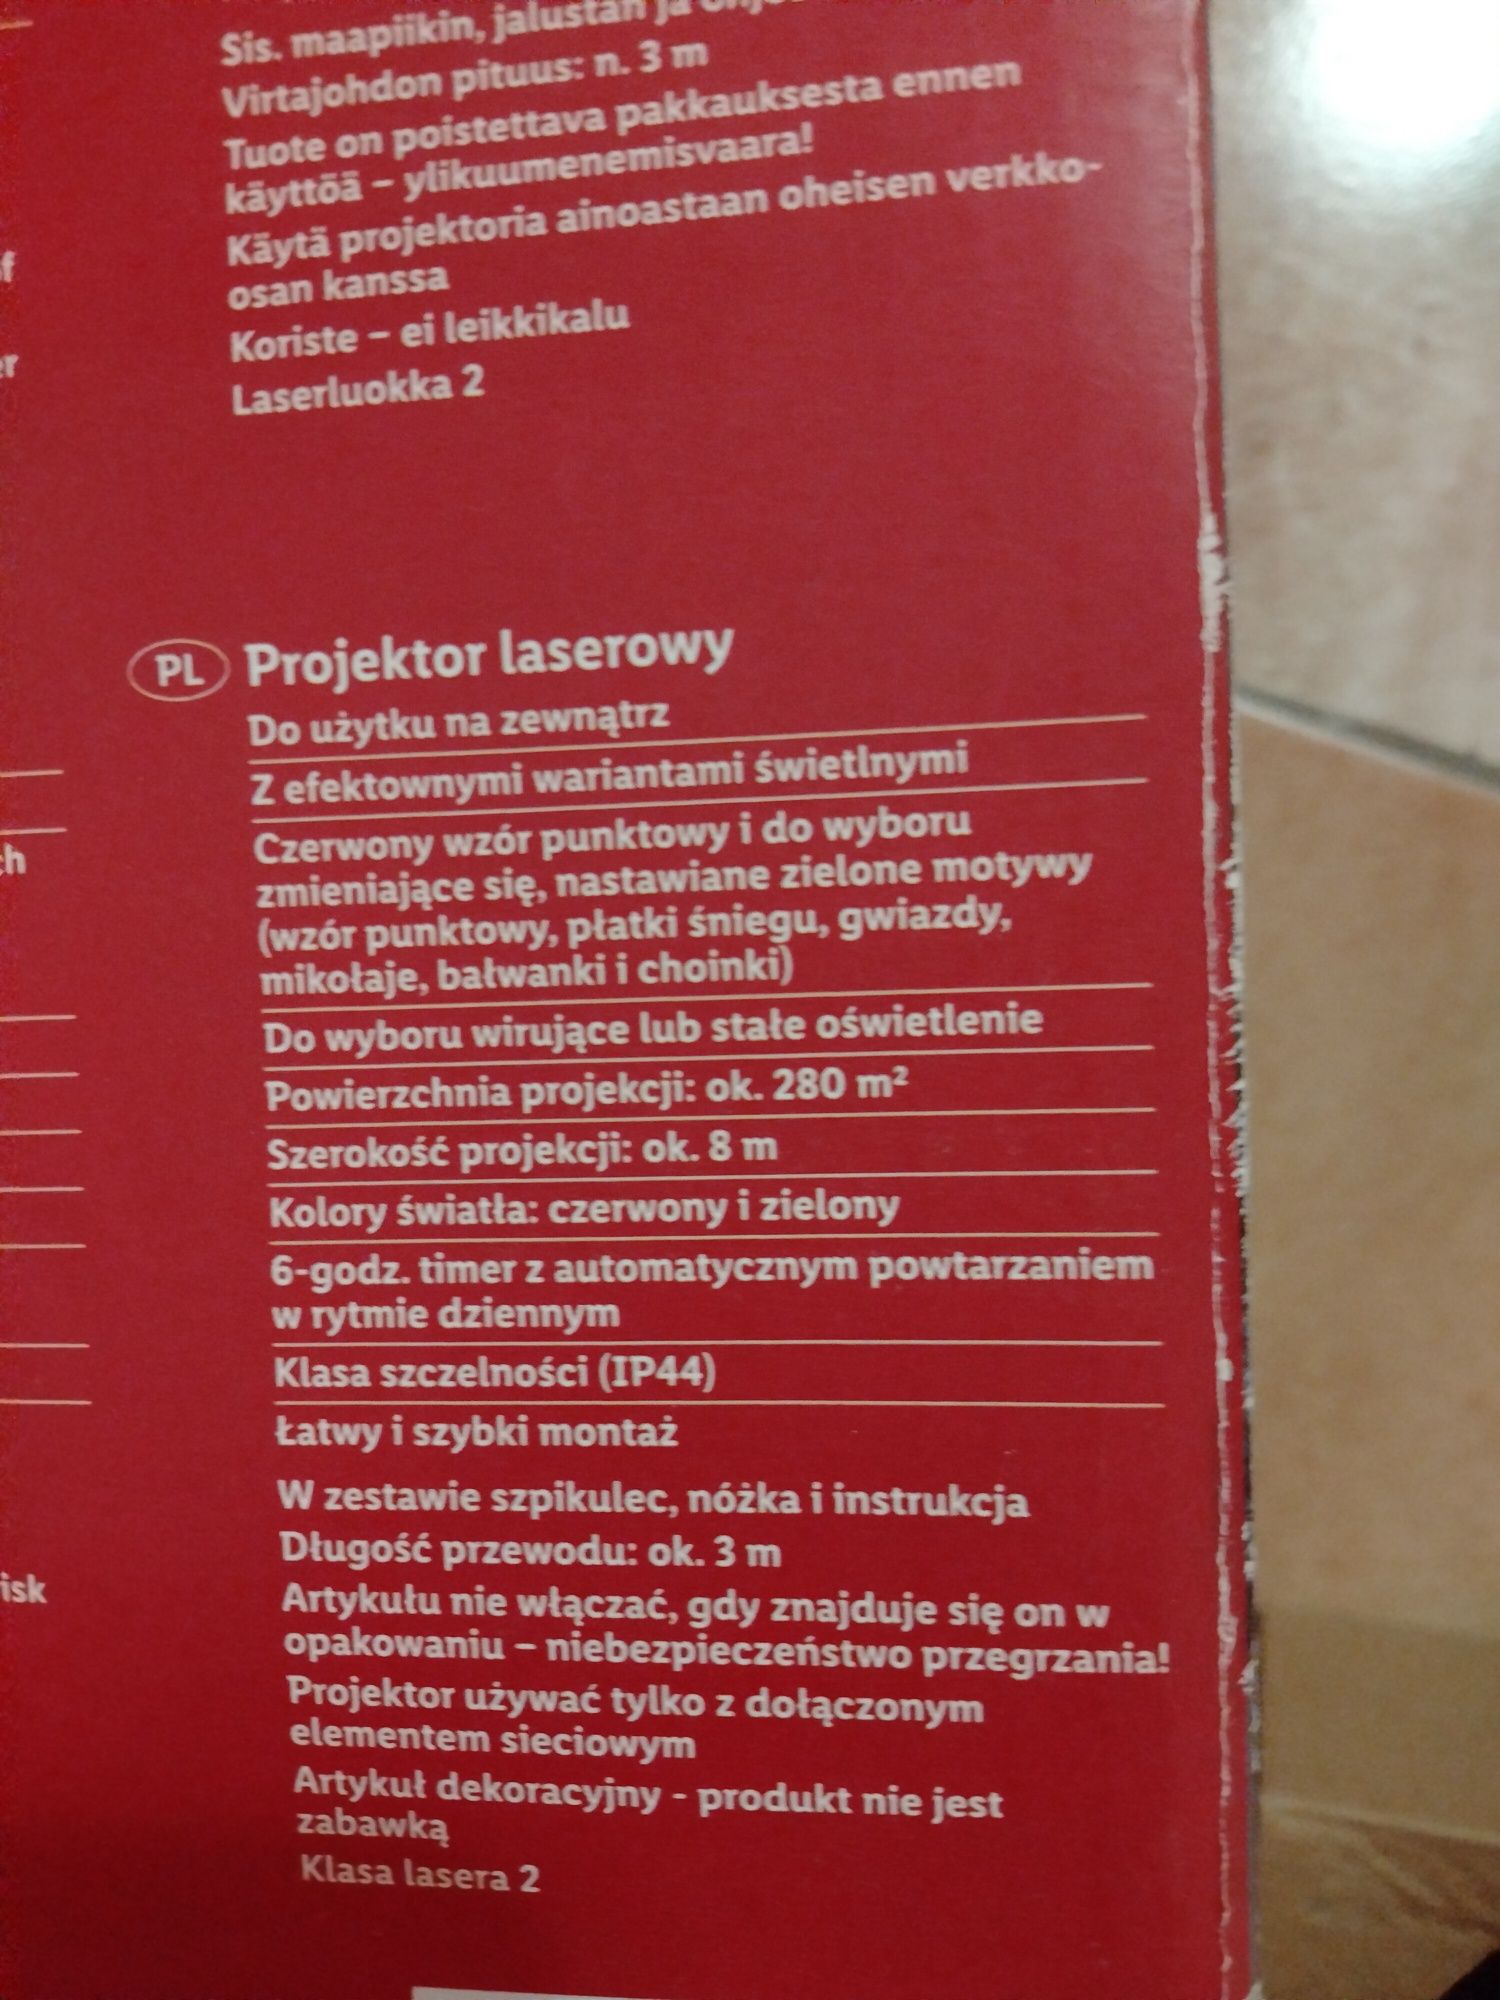 Sis. maapiikin, jalustan ja
Virtajohdon pituus: n. 3 m
Tuote on poistettava pakkauksesta ennen
käyttöä – ylikuumenemisvaara!
Käytä projektoria ainoastaan oheisen verkko-
osan kanssa
Koriste – ei leikkikalu
Laserluokka 2
PL Projektor laserowy
Do użytku na zewnątrz
Z efektownymi wariantami świetlnymi
Czerwony wzór punktowy i do wyboru
zmieniające się, nastawiane zielone motywy
(wzór punktowy, płatki śniegu, gwiazdy,
mikołaje, bałwanki i choinki)
Do wyboru wirujące lub stałe oświetlenie
Powierzchnia projekcji: ok. 280 m²
Szerokość projekcji: ok. 8 m
Kolory światła: czerwony i zielony
6-godz. timer z automatycznym powtarzaniem
w rytmie dziennym
Klasa szczelności (IP44)
Łatwy i szybki montaż
W zestawie szpikulec, nóżka i instrukcja
Długość przewodu: ok. 3 m
Artykułu nie włączać, gdy znajduje się on w
opakowaniu – niebezpieczeństwo przegrzania!
Projektor używać tylko z dołączonym
elementem sieciowym
Artykuł dekoracyjny - produkt nie jest
zabawką
Klasa lasera 2